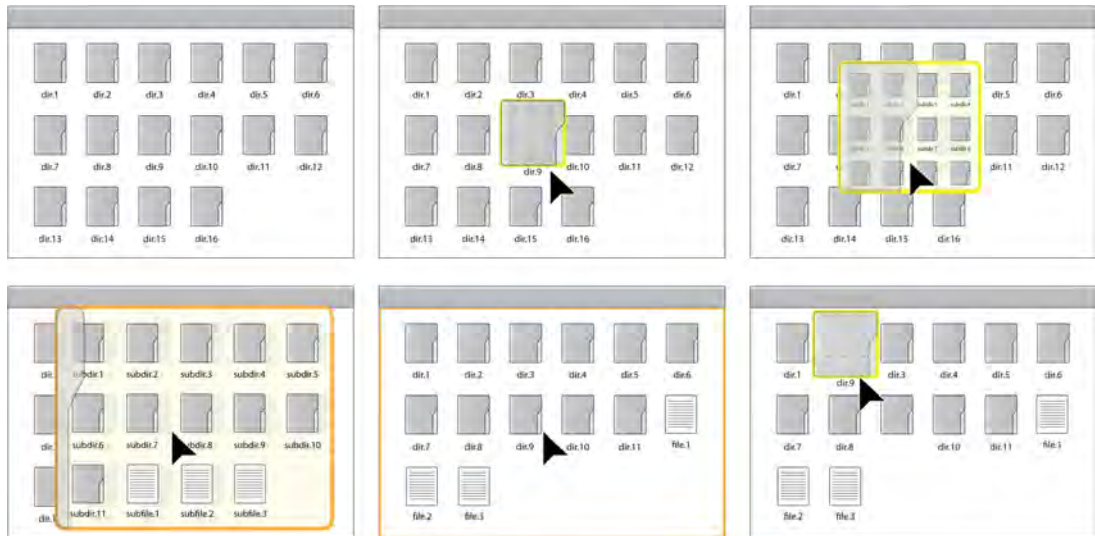 dir.1 dir.2 dir.3 dir.4 dir.5 dir.6
dir.7 dir.8 dir.9 dir.10 dir.11 dir.12
dir.13 dir.14 dir.15 dir.16
dir.1 dir.2 dir.3 dir.4 dir.5 dir.6
dir.7 dir.8 dir.10 dir.11 dir.12
dir.9
dir.13 dir.14 dir.15 dir.16
dir.1 dir.5 dir.6
dir.7 dir.11 dir.12
dir.13 dir.14 dir.15 dir.16
subdir.1 subdir.2 subdir.3 subdir.4 subdir.5
subdir.6 subdir.7 subdir.8 subdir.9 subdir.10
subdir.11 subfile.1 subfile.2 subfile.3
dir.1 dir.2 dir.3 dir.4 dir.5 dir.6
dir.7 dir.8 dir.9 dir.10 dir.11 file.1
file.2 file.3
dir.1 dir.3 dir.4 dir.5 dir.6
dir.9
dir.7 dir.8 dir.10 dir.11 file.1
file.2 file.3